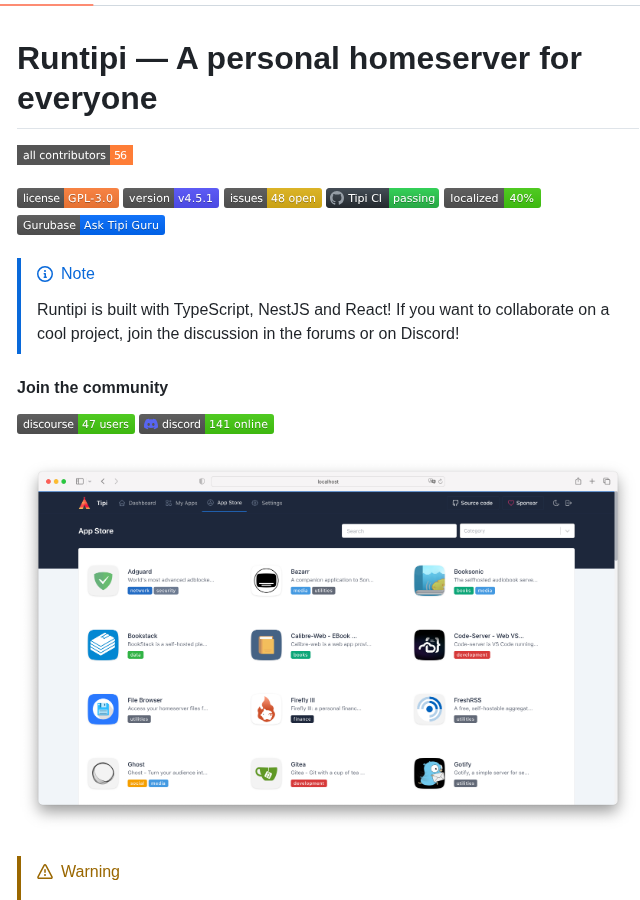 Runtipi — A personal homeserver for
everyone
all contributors 56
license GPL-3.0 version v4.5.1 issues 48 open Tipi CI passing localized 40%
Gurubase Ask Tipi Guru
Note
Runtipi is built with TypeScript, NestJS and React! If you want to collaborate on a
cool project, join the discussion in the forums or on Discord!
Join the community
discourse 47 users discord 141 online
localhost
Tipi Dashboard My Apps App Store Settings Source code Sponsor
App Store Search
Adguard Bazarr Booksonic
World's most advanced adblocke... A companion application to Son... The selfhosted audiobook serve...
network security media utilities books media
Bookstack Calibre-Web - EBook ... Code-Server - Web VS...
BookStack is a self-hosted ple... Calibre-web is a web app provi... Code-server is VS Code running...
data books development
File Browser Firefly III FreshRSS
Access your homeserver files f... Firefly III: a personal financ... A free, self-hostable aggregat...
utilities finance utilities
Ghost Gitea Gotify
Ghost - Turn your audience int... Gitea - Git with a cup of tea ... Gotify, a simple server for se...
social media development utilities
Warning